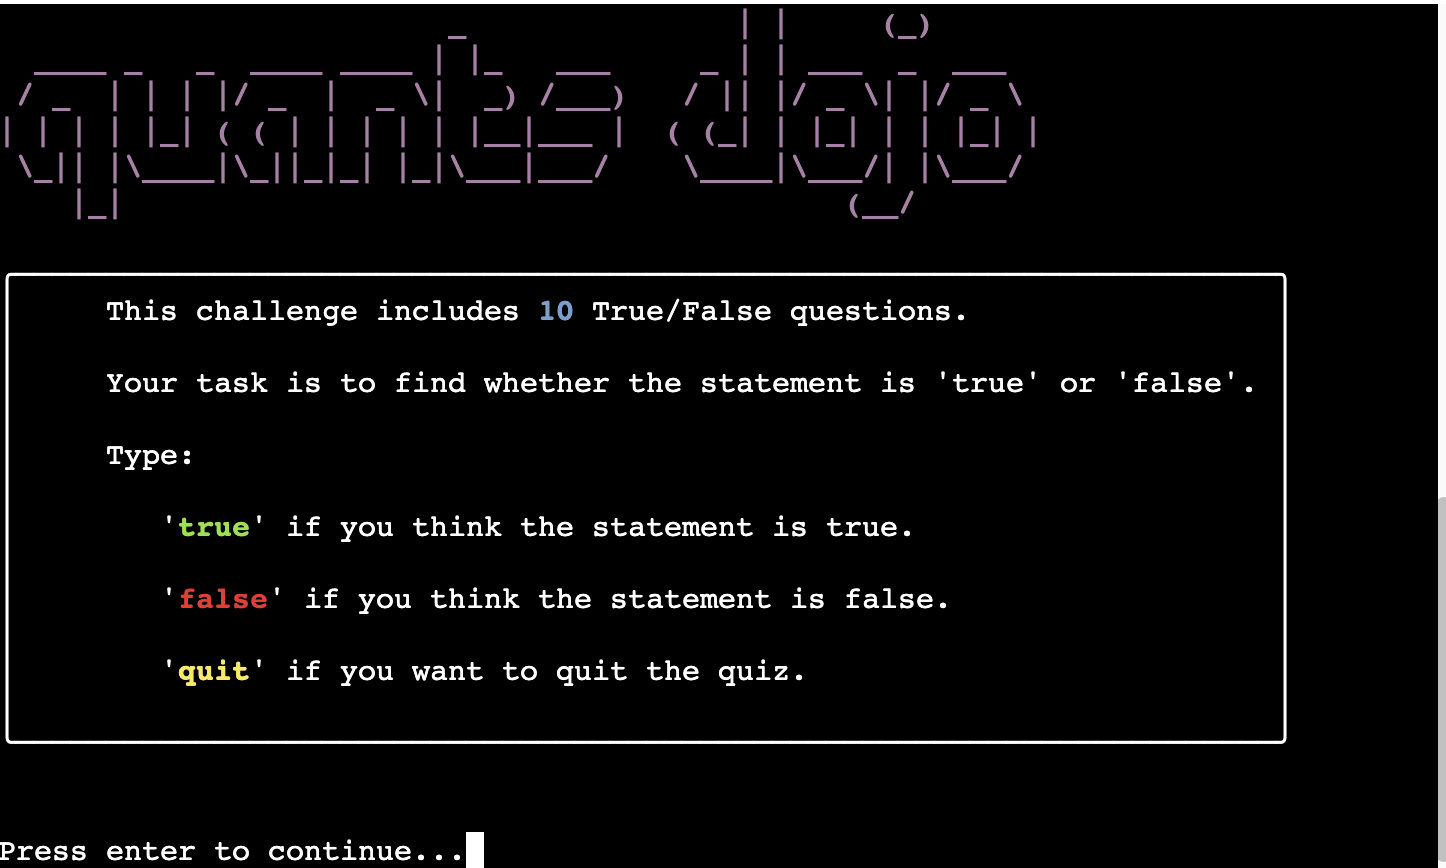 quants dojo
This challenge includes 10 True/False questions.
Your task is to find whether the statement is 'true' or 'false'.
Type:
'true' if you think the statement is true.
'false' if you think the statement is false.
'quit' if you want to quit the quiz.
Press enter to continue...